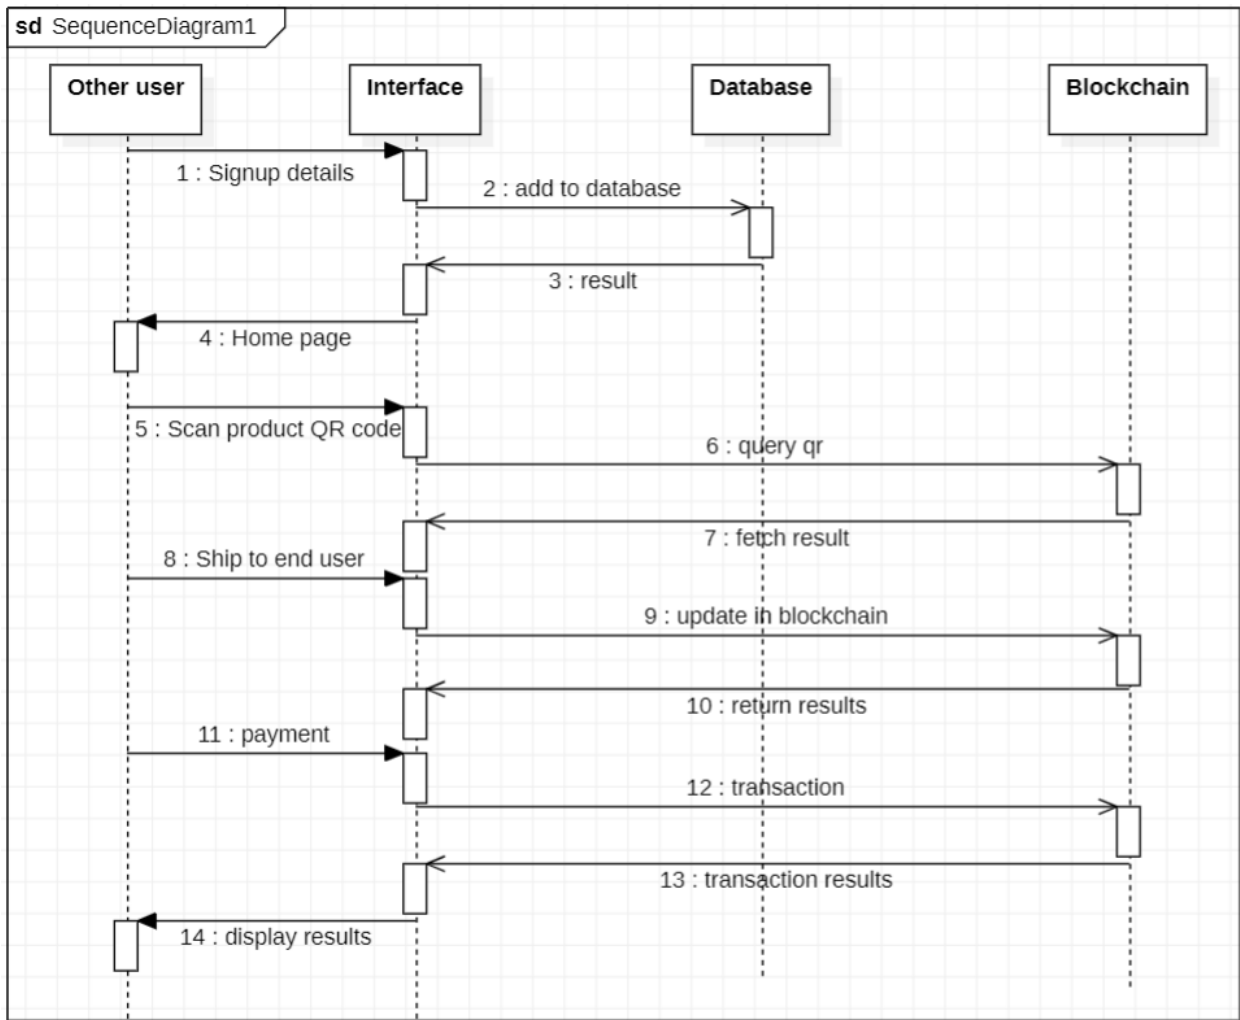 sd SequenceDiagram1
Other user
Interface
Database
Blockchain
1 : Signup details
2 : add to database
3 : result
4 : Home page
5 : Scan product QR code
6 : query qr
7 : fetch result
8 : Ship to end user
9 : update in blockchain
10 : return results
11 : payment
12 : transaction
13 : transaction results
14 : display results